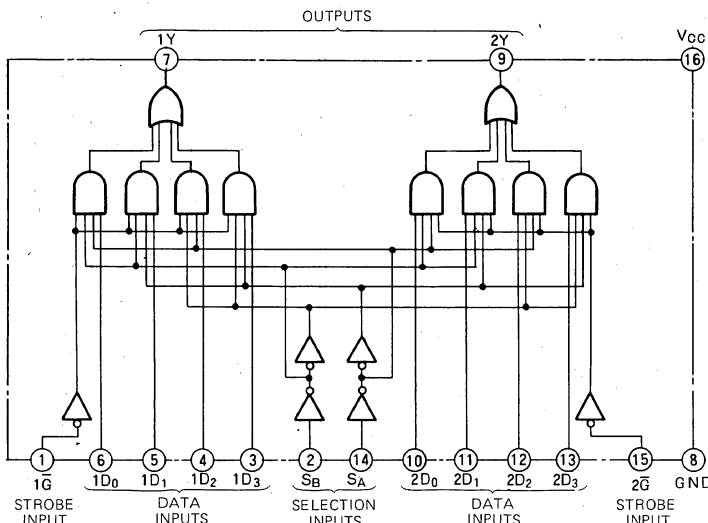 OUTPUTS
1Y 2Y VCC
7 9 16
1 6 5 4 3 2 14 10 11 12 13 15 8
1G̅ 1D0 1D1 1D2 1D3 SB SA 2D0 2D1 2D2 2D3 2G̅ GND
STROBE DATA SELECTION DATA STROBE
INPUT INPUTS INPUTS INPUTS INPUT